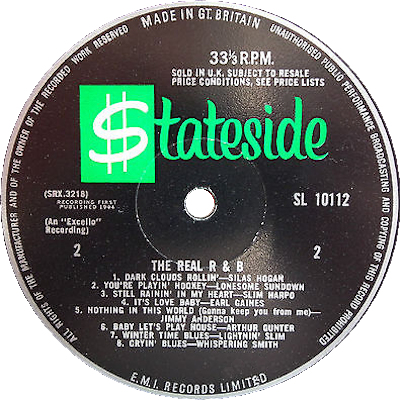 MADE IN GT. BRITAIN
ALL RIGHTS OF THE MANUFACTURER AND OF THE OWNER OF THE RECORDED WORK RESERVED
UNAUTHORISED PUBLIC PERFORMANCE BROADCASTING AND COPYING OF THIS RECORD PROHIBITED
33⅓ R.P.M.
SOLD IN U.K. SUBJECT TO RESALE
PRICE CONDITIONS, SEE PRICE LISTS
$tateside
(SRX.3218)
RECORDING FIRST
PUBLISHED 1964
(An "Excello"
Recording)
SL 10112
2
2
THE REAL R & B
1. DARK CLOUDS ROLLIN'—SILAS HOGAN
2. YOU'RE PLAYIN' HOOKEY—LONESOME SUNDOWN
3. STILL RAININ' IN MY HEART—SLIM HARPO
4. IT'S LOVE BABY—EARL GAINES
5. NOTHING IN THIS WORLD (Gonna keep you from me)—
JIMMY ANDERSON
6. BABY LET'S PLAY HOUSE—ARTHUR GUNTER
7. WINTER TIME BLUES—LIGHTNIN' SLIM
8. CRYIN' BLUES—WHISPERING SMITH
E.M.I. RECORDS LIMITED